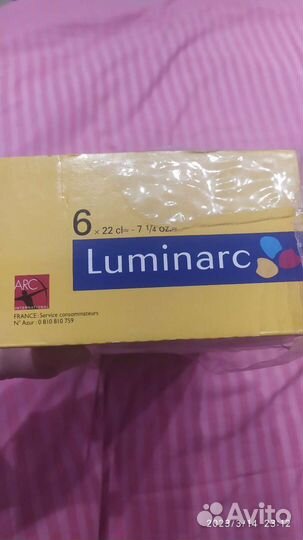 6 x 22 cl≈ - 7 1/4 oz.≈
Luminarc
ARC
INTERNATIONAL
FRANCE : Service consommateurs
N° Azur : 0 810 810 759
2023/3/14 23:12
Avito